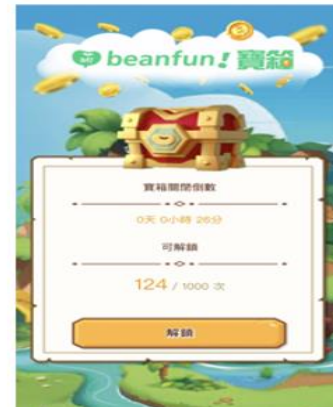 beanfun! 寶箱
寶箱關閉倒數
0天 0小時 26分
可解鎖
124 / 1000 次
解鎖